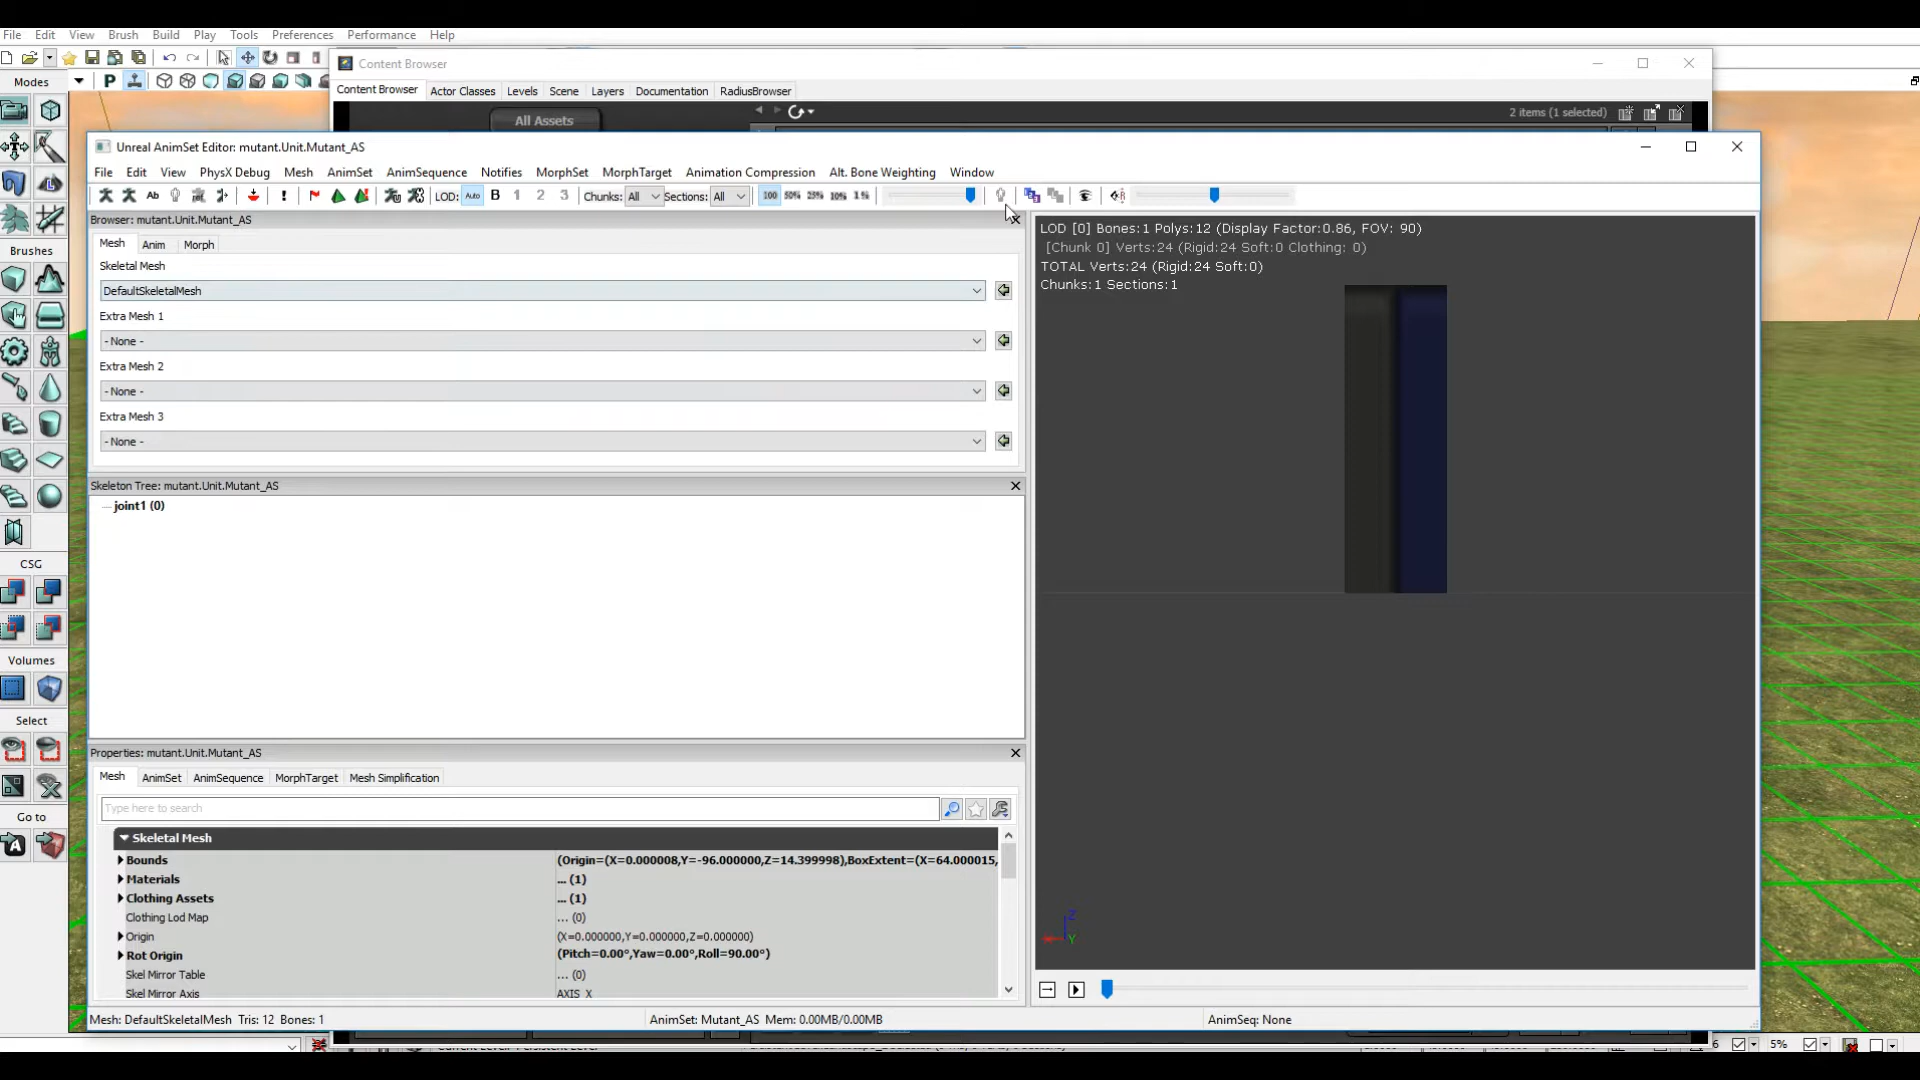 File Edit View Brush Build Play Tools Preferences Performance Help
Content Browser
Modes
Content Browser Actor Classes Levels Scene Layers Documentation RadiusBrowser
All Assets
2 items (1 selected)
Unreal AnimSet Editor: mutant.Unit.Mutant_AS
File Edit View PhysX Debug Mesh AnimSet AnimSequence Notifies MorphSet MorphTarget Animation Compression Alt. Bone Weighting Window
LOD: Auto B 1 2 3 Chunks: All Sections: All 100 50% 25% 10% 1%
Browser: mutant.Unit.Mutant_AS
Mesh Anim Morph
Skeletal Mesh
DefaultSkeletalMesh
Extra Mesh 1
- None -
Extra Mesh 2
- None -
Extra Mesh 3
- None -
LOD [0] Bones:1 Polys:12 (Display Factor:0.86, FOV: 90)
[Chunk 0] Verts:24 (Rigid:24 Soft:0 Clothing: 0)
TOTAL Verts:24 (Rigid:24 Soft:0)
Chunks:1 Sections:1
Brushes
CSG
Volumes
Select
Go to
Skeleton Tree: mutant.Unit.Mutant_AS
joint1 (0)
Properties: mutant.Unit.Mutant_AS
Mesh AnimSet AnimSequence MorphTarget Mesh Simplification
Type here to search
Skeletal Mesh
Bounds (Origin=(X=0.000008,Y=-96.000000,Z=14.399998),BoxExtent=(X=64.000015,
Materials ... (1)
Clothing Assets ... (1)
Clothing Lod Map ... (0)
Origin (X=0.000000,Y=0.000000,Z=0.000000)
Rot Origin (Pitch=0.00°,Yaw=0.00°,Roll=90.00°)
Skel Mirror Table ... (0)
Skel Mirror Axis AXIS_X
Z
Y
Mesh: DefaultSkeletalMesh Tris: 12 Bones: 1 AnimSet: Mutant_AS Mem: 0.00MB/0.00MB AnimSeq: None
5%